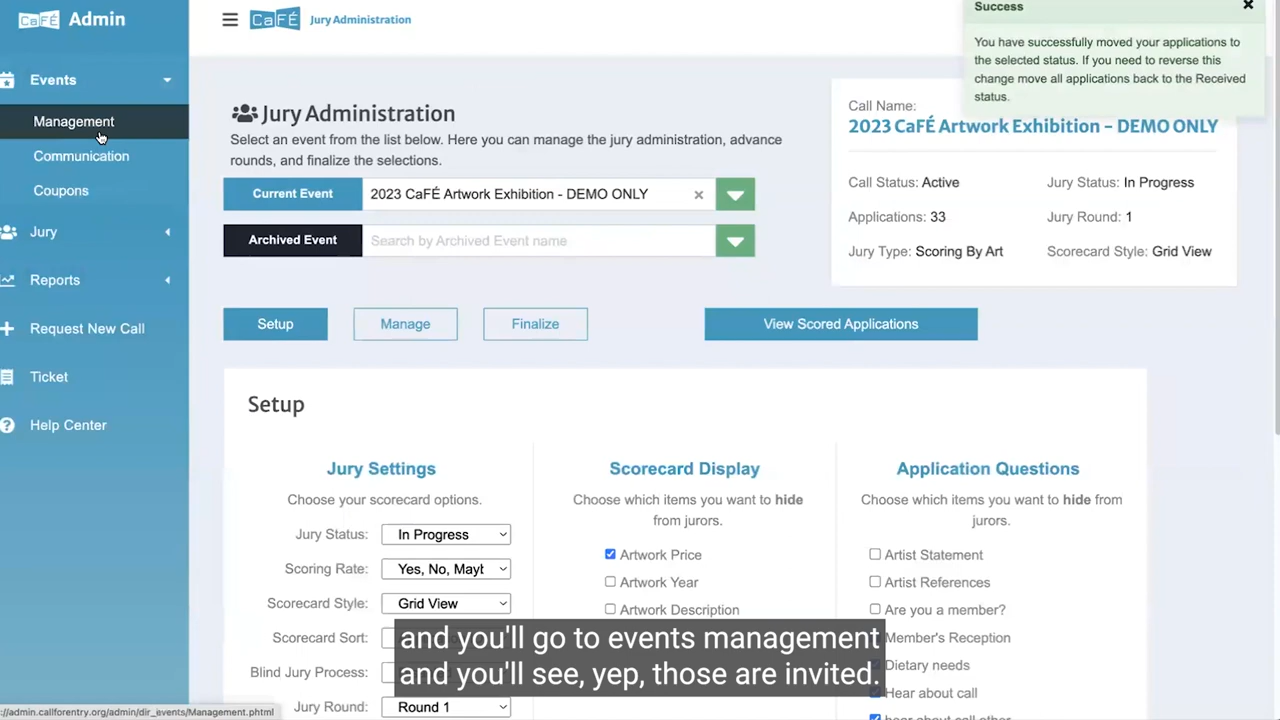 CaFÉ Admin
Events
Management
Communication
Coupons
Jury
Reports
Request New Call
Ticket
Help Center
CaFÉ Jury Administration
Success
You have successfully moved your applications to
the selected status. If you need to reverse this
change move all applications back to the Received
status.
Jury Administration
Select an event from the list below. Here you can manage the jury administration, advance
rounds, and finalize the selections.
Current Event 2023 CaFÉ Artwork Exhibition - DEMO ONLY
Archived Event Search by Archived Event name
Call Name:
2023 CaFÉ Artwork Exhibition – DEMO ONLY
Call Status: Active Jury Status: In Progress
Applications: 33 Jury Round: 1
Jury Type: Scoring By Art Scorecard Style: Grid View
Setup Manage Finalize View Scored Applications
Setup
Jury Settings
Choose your scorecard options.
Jury Status: In Progress
Scoring Rate: Yes, No, Mayb
Scorecard Style: Grid View
Scorecard Sort:
Blind Jury Process:
Jury Round: Round 1
Scorecard Display
Choose which items you want to hide
from jurors.
Artwork Price
Artwork Year
Artwork Description
Application Questions
Choose which items you want to hide from
jurors.
Artist Statement
Artist References
Are you a member?
Member's Reception
Dietary needs
Hear about call
hear about call other
and you'll go to events management
and you'll see, yep, those are invited.
://admin.callforentry.org/admin/dir_events/Management.phtml